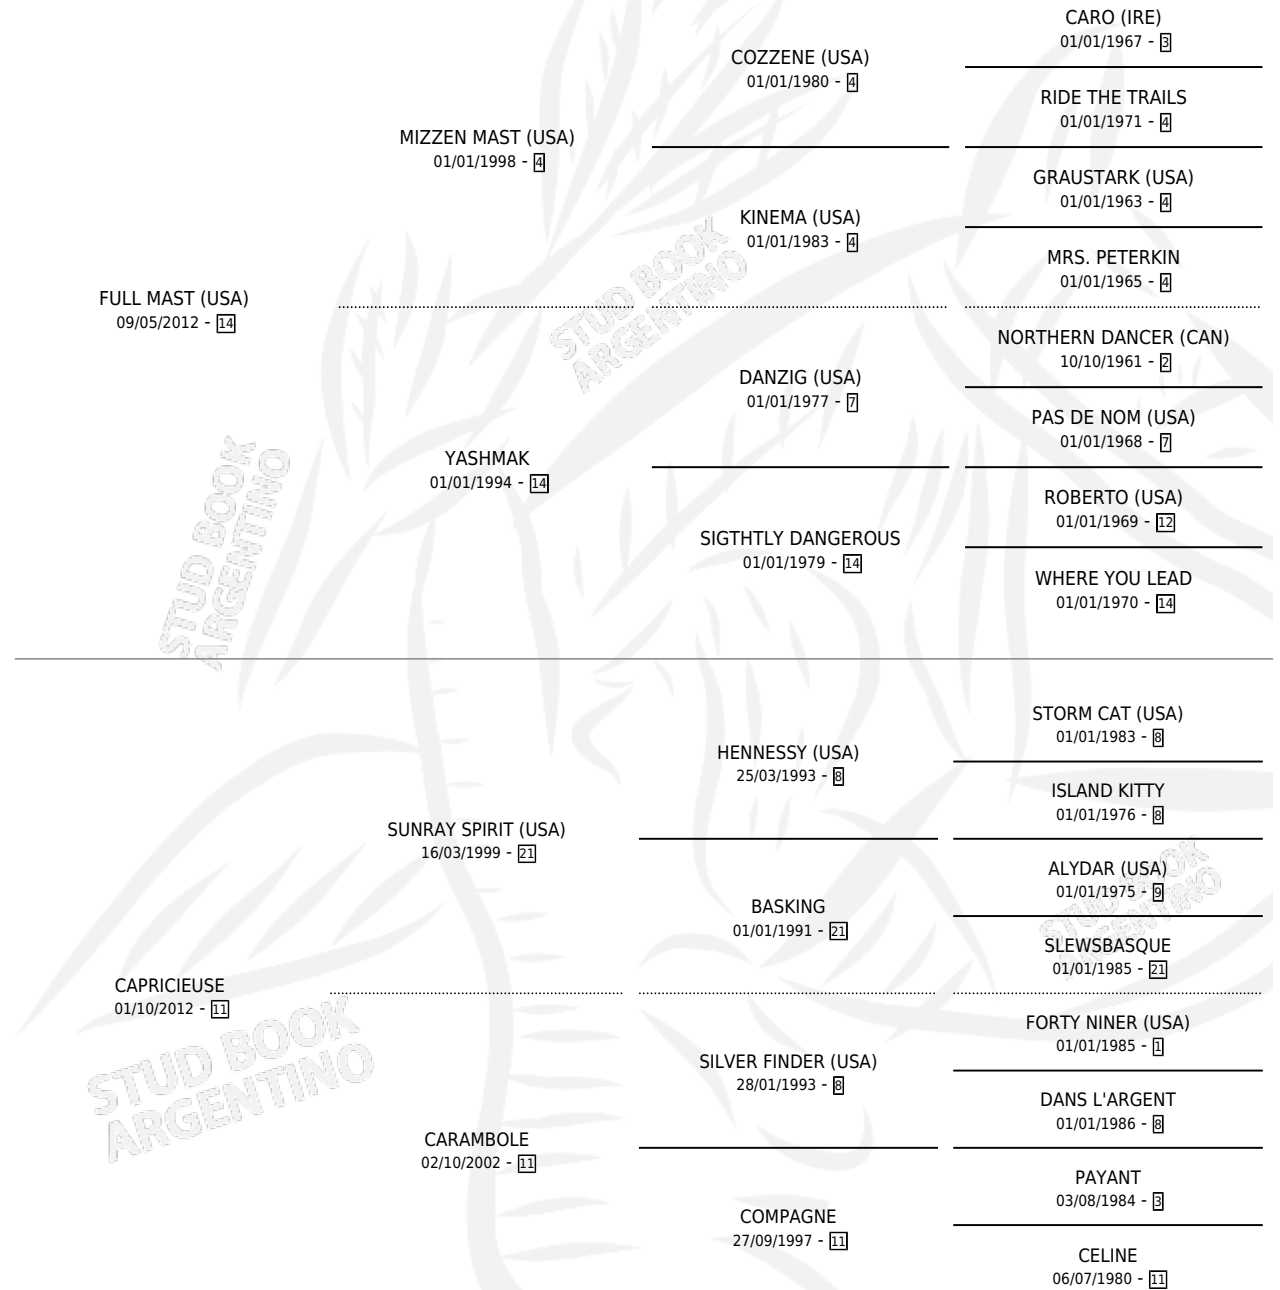 CARO (IRE)
01/01/1967 - 3
COZZENE (USA)
01/01/1980 - 4
RIDE THE TRAILS
01/01/1971 - 4
MIZZEN MAST (USA)
01/01/1998 - 4
GRAUSTARK (USA)
01/01/1963 - 4
KINEMA (USA)
01/01/1983 - 4
MRS. PETERKIN
01/01/1965 - 4
FULL MAST (USA)
09/05/2012 - 14
NORTHERN DANCER (CAN)
10/10/1961 - 2
DANZIG (USA)
01/01/1977 - 7
PAS DE NOM (USA)
01/01/1968 - 7
YASHMAK
01/01/1994 - 14
ROBERTO (USA)
01/01/1969 - 12
SIGTHTLY DANGEROUS
01/01/1979 - 14
WHERE YOU LEAD
01/01/1970 - 14
STORM CAT (USA)
01/01/1983 - 8
HENNESSY (USA)
25/03/1993 - 8
ISLAND KITTY
01/01/1976 - 8
SUNRAY SPIRIT (USA)
16/03/1999 - 21
ALYDAR (USA)
01/01/1975 - 9
BASKING
01/01/1991 - 21
SLEWSBASQUE
01/01/1985 - 21
CAPRICIEUSE
01/10/2012 - 11
FORTY NINER (USA)
01/01/1985 - 1
SILVER FINDER (USA)
28/01/1993 - 8
DANS L'ARGENT
01/01/1986 - 8
CARAMBOLE
02/10/2002 - 11
PAYANT
03/08/1984 - 3
COMPAGNE
27/09/1997 - 11
CELINE
06/07/1980 - 11
STUD BOOK
ARGENTINO
STUD BOOK
ARGENTINO
STUD BOOK
ARGENTINO
STUD BOOK
ARGENTINO